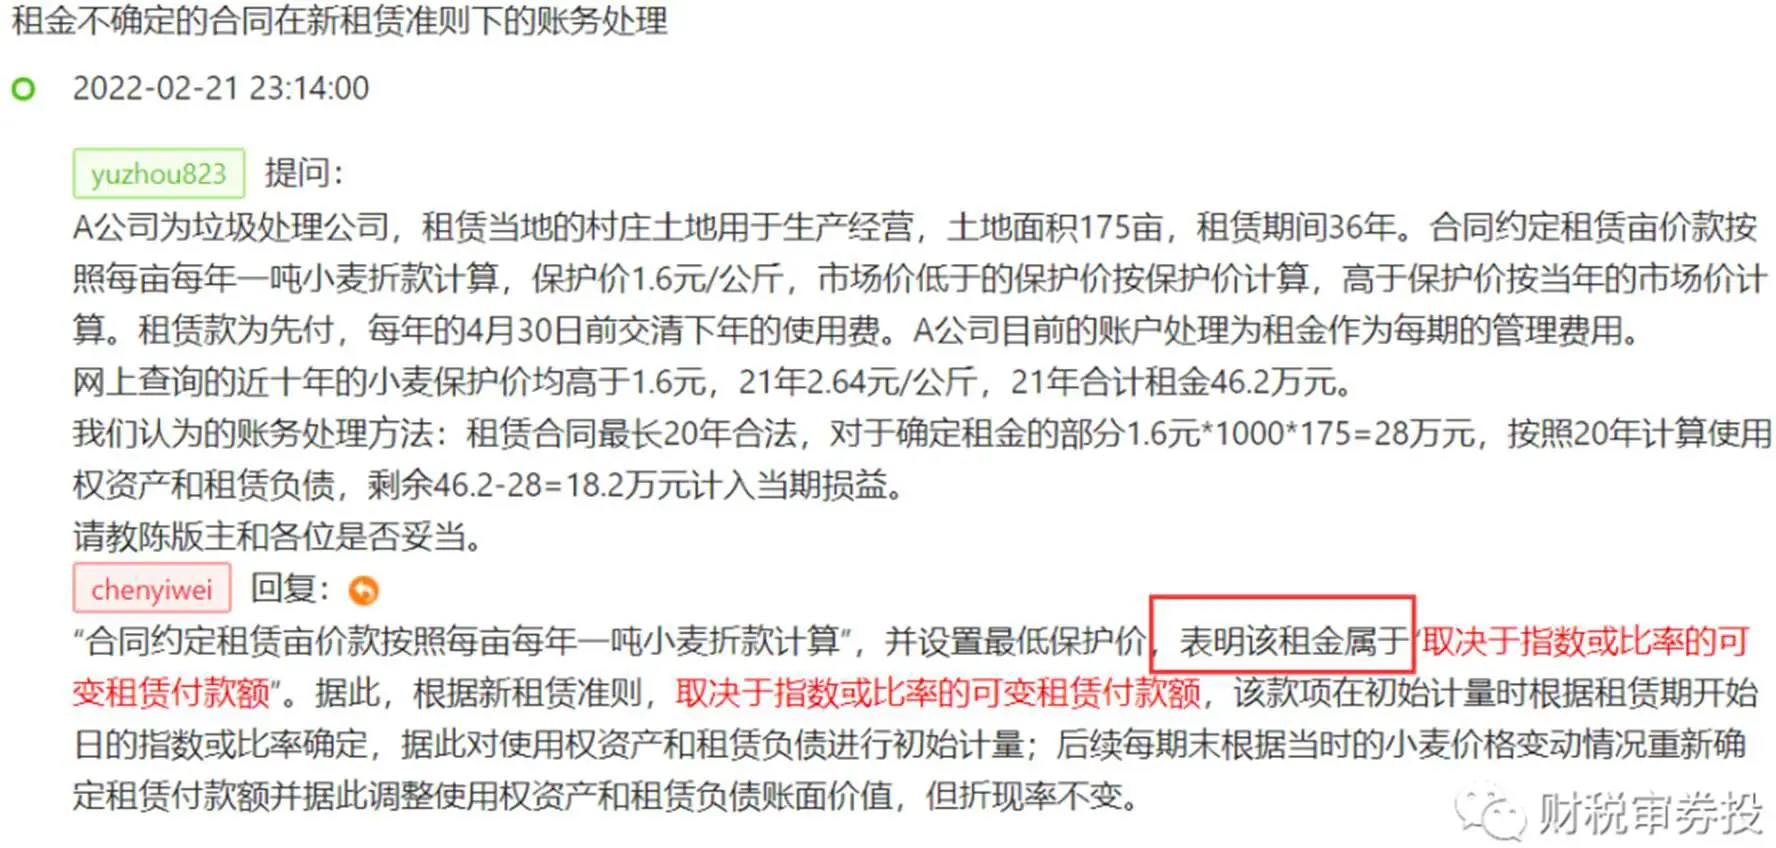 租金不确定的合同在新租赁准则下的账务处理
2022-02-21 23:14:00
yuzhou823 提问：
A公司为垃圾处理公司，租赁当地的村庄土地用于生产经营，土地面积175亩，租赁期间36年。合同约定租赁亩价款按
照每亩每年一吨小麦折款计算，保护价1.6元/公斤，市场价低于的保护价按保护价计算，高于保护价按当年的市场价计
算。租赁款为先付，每年的4月30日前交清下年的使用费。A公司目前的账户处理为租金作为每期的管理费用。
网上查询的近十年的小麦保护价均高于1.6元，21年2.64元/公斤，21年合计租金46.2万元。
我们认为的账务处理方法：租赁合同最长20年合法，对于确定租金的部分1.6元*1000*175=28万元，按照20年计算使用
权资产和租赁负债，剩余46.2-28=18.2万元计入当期损益。
请教陈版主和各位是否妥当。
chenyiwei 回复：
“合同约定租赁亩价款按照每亩每年一吨小麦折款计算”，并设置最低保护价，表明该租金属于“取决于指数或比率的可
变租赁付款额”。据此，根据新租赁准则，取决于指数或比率的可变租赁付款额，该款项在初始计量时根据租赁期开始
日的指数或比率确定，据此对使用权资产和租赁负债进行初始计量；后续每期末根据当时的小麦价格变动情况重新确
定租赁付款额并据此调整使用权资产和租赁负债账面价值，但折现率不变。
财税审券投